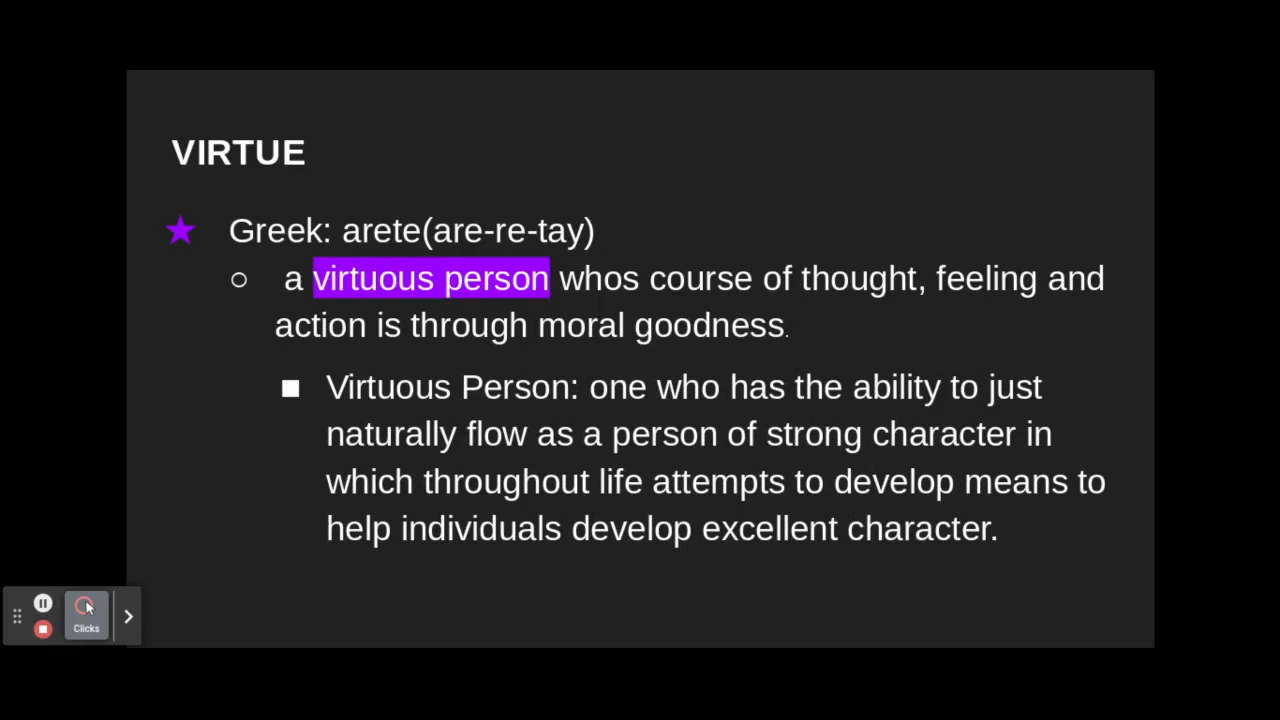 VIRTUE
Greek: arete(are-re-tay)
a virtuous person whos course of thought, feeling and
action is through moral goodness.
Virtuous Person: one who has the ability to just
naturally flow as a person of strong character in
which throughout life attempts to develop means to
help individuals develop excellent character.
Clicks